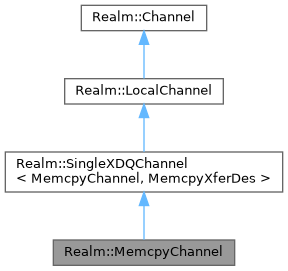 Realm::Channel
Realm::LocalChannel
Realm::SingleXDQChannel
< MemcpyChannel, MemcpyXferDes >
Realm::MemcpyChannel